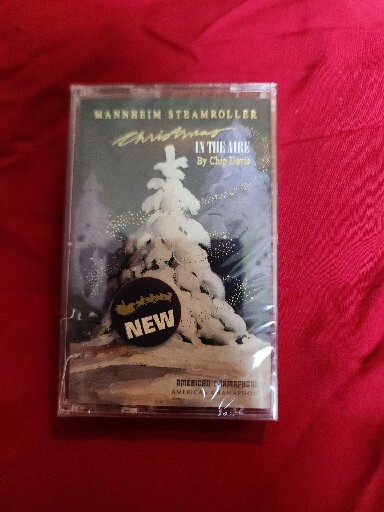 MANNHEIM STEAMROLLER
Christmas
IN THE AIRE
By Chip Davis
NEW
AMERICAN GRAMAPHONE
AMERICAN GRAMAPHONE